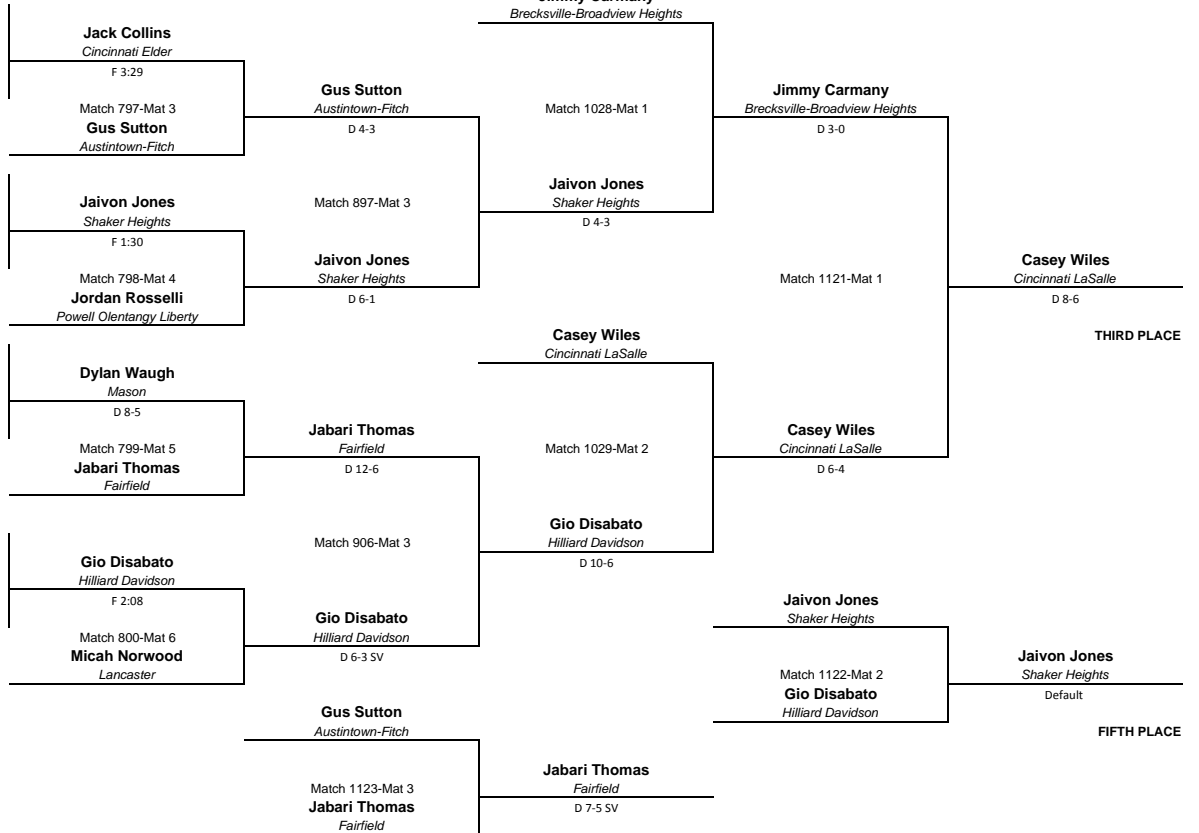 Jimmy Carmany
Brecksville-Broadview Heights
Jack Collins
Cincinnati Elder
F 3:29
Match 797-Mat 3
Gus Sutton
Austintown-Fitch
Gus Sutton
Austintown-Fitch
D 4-3
Match 1028-Mat 1
Jimmy Carmany
Brecksville-Broadview Heights
D 3-0
Jaivon Jones
Shaker Heights
F 1:30
Match 798-Mat 4
Jordan Rosselli
Powell Olentangy Liberty
Match 897-Mat 3
Jaivon Jones
Shaker Heights
D 6-1
Jaivon Jones
Shaker Heights
D 4-3
Match 1121-Mat 1
Casey Wiles
Cincinnati LaSalle
D 8-6
THIRD PLACE
Casey Wiles
Cincinnati LaSalle
Dylan Waugh
Mason
D 8-5
Match 799-Mat 5
Jabari Thomas
Fairfield
Jabari Thomas
Fairfield
D 12-6
Match 1029-Mat 2
Casey Wiles
Cincinnati LaSalle
D 6-4
Match 906-Mat 3
Gio Disabato
Hilliard Davidson
D 10-6
Gio Disabato
Hilliard Davidson
F 2:08
Match 800-Mat 6
Micah Norwood
Lancaster
Gio Disabato
Hilliard Davidson
D 6-3 SV
Jaivon Jones
Shaker Heights
Match 1122-Mat 2
Gio Disabato
Hilliard Davidson
Jaivon Jones
Shaker Heights
Default
FIFTH PLACE
Gus Sutton
Austintown-Fitch
Match 1123-Mat 3
Jabari Thomas
Fairfield
Jabari Thomas
Fairfield
D 7-5 SV